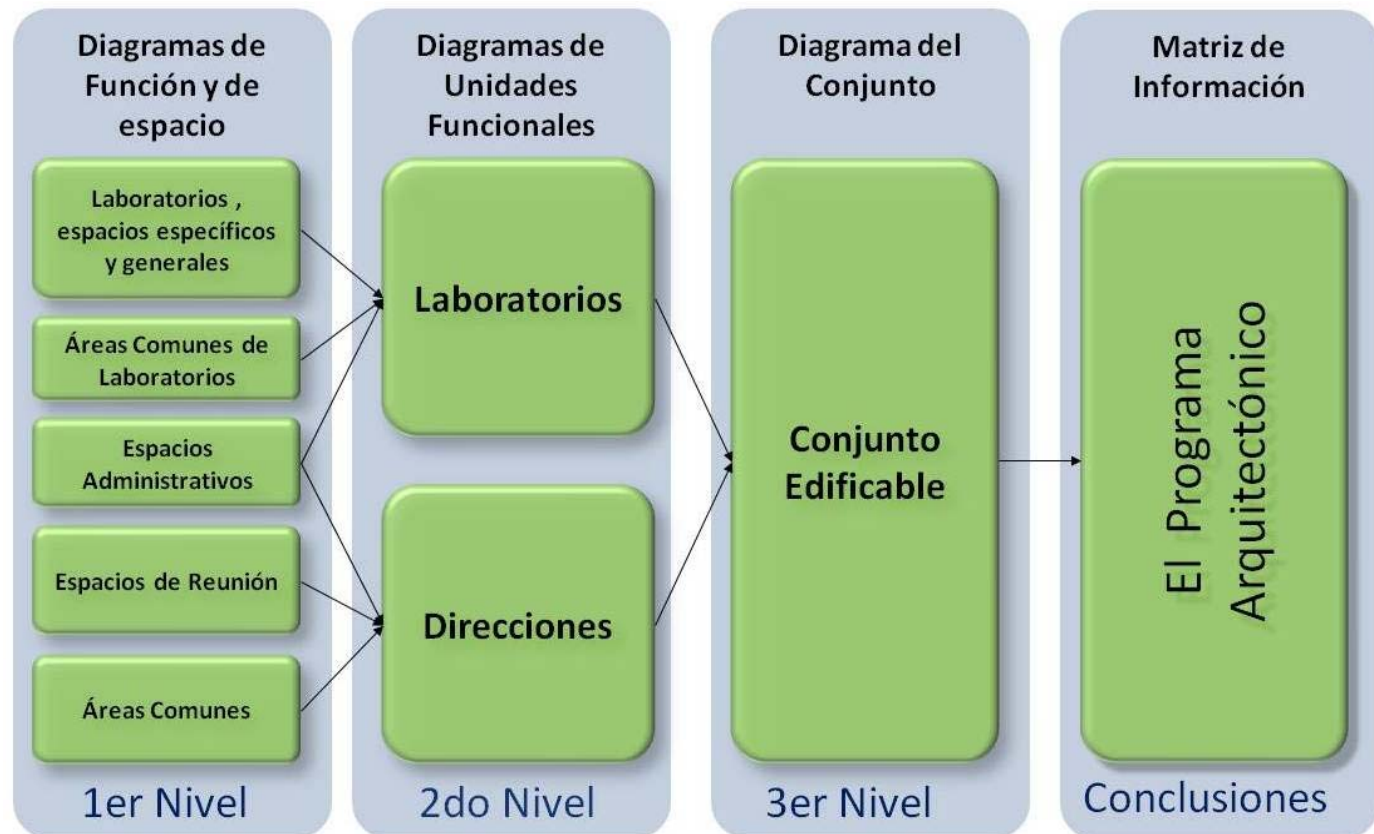 Diagramas de
Función y de
espacio
Laboratorios ,
espacios específicos
y generales
Áreas Comunes de
Laboratorios
Espacios
Administrativos
Espacios de Reunión
Áreas Comunes
1er Nivel
Diagramas de
Unidades
Funcionales
Laboratorios
Direcciones
2do Nivel
Diagrama del
Conjunto
Conjunto
Edificable
3er Nivel
Matriz de
Información
El Programa
Arquitectónico
Conclusiones